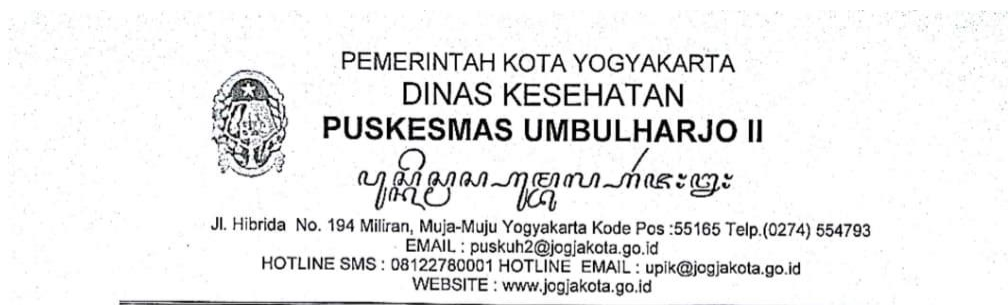 PEMERINTAH KOTA YOGYAKARTA
DINAS KESEHATAN
PUSKESMAS UMBULHARJO II
Jl. Hibrida No. 194 Miliran, Muja-Muju Yogyakarta Kode Pos :55165 Telp.(0274) 554793
EMAIL : puskuh2@jogjakota.go.id
HOTLINE SMS : 08122780001 HOTLINE EMAIL : upik@jogjakota.go.id
WEBSITE : www.jogjakota.go.id